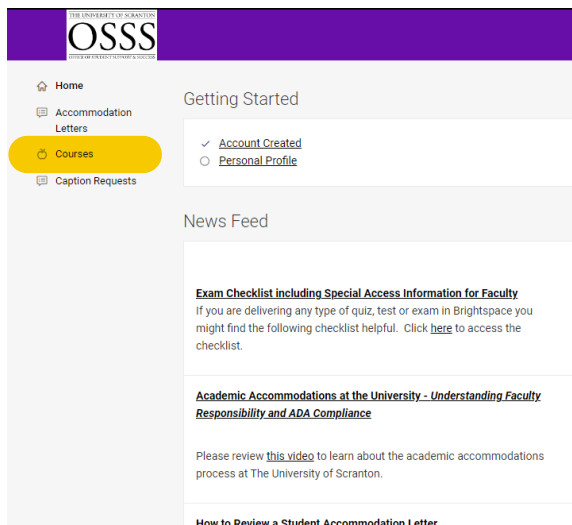 THE UNIVERSITY OF SCRANTON
OSSS
OFFICE OF STUDENT SUPPORT & SUCCESS
Home
Accommodation
Letters
Courses
Caption Requests
Getting Started
Account Created
Personal Profile
News Feed
Exam Checklist including Special Access Information for Faculty
If you are delivering any type of quiz, test or exam in Brightspace you
might find the following checklist helpful. Click here to access the
checklist.
Academic Accommodations at the University - Understanding Faculty
Responsibility and ADA Compliance
Please review this video to learn about the academic accommodations
process at The University of Scranton.
How to Review a Student Accommodation Letter